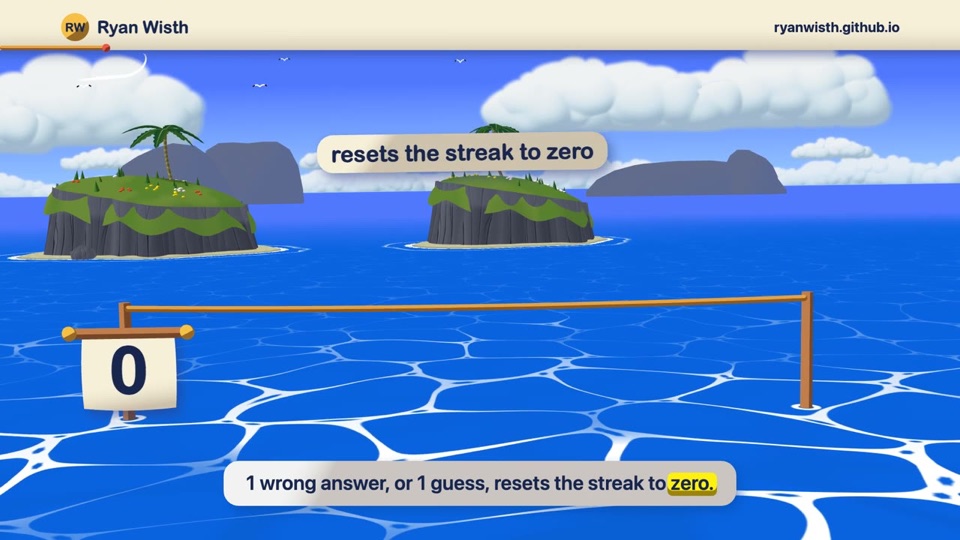 RW Ryan Wisth
ryanwisth.github.io
resets the streak to zero
0
1 wrong answer, or 1 guess, resets the streak to zero.